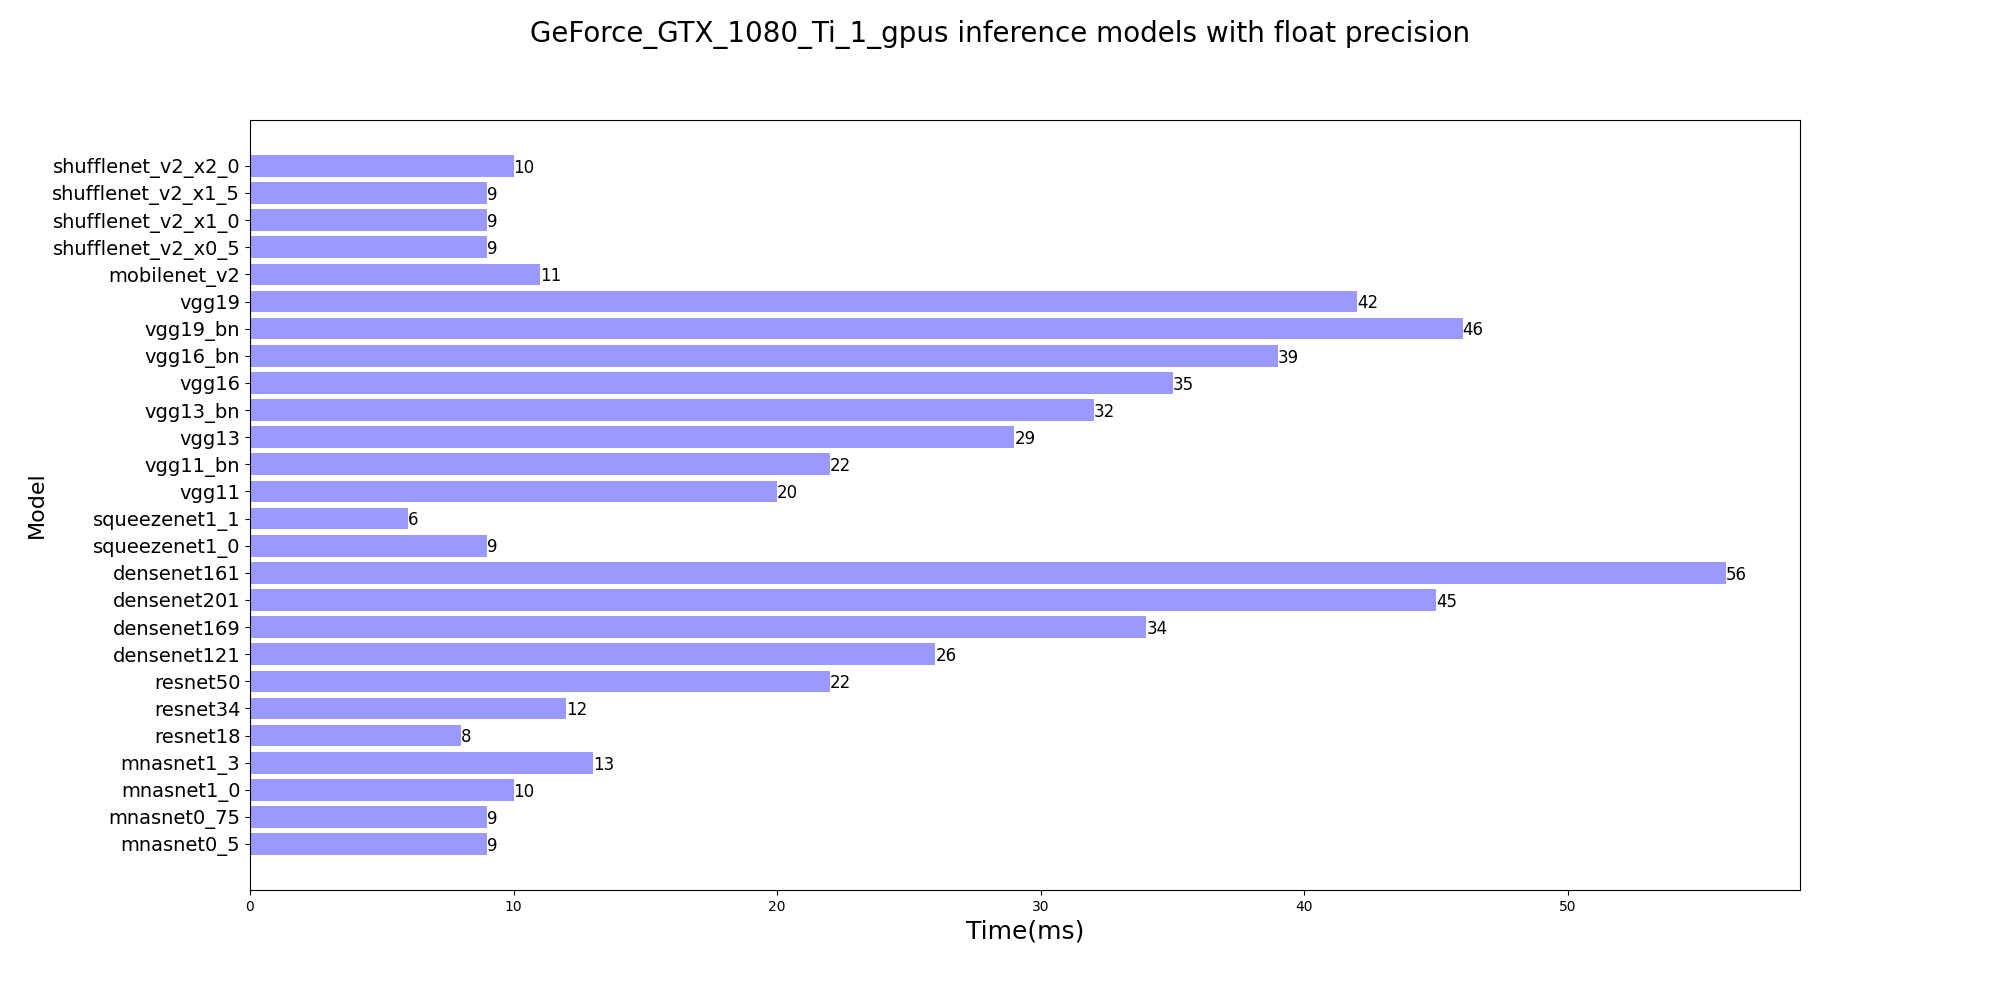 GeForce_GTX_1080_Ti_1_gpus inference models with float precision
shufflenet_v2_x2_0 10
shufflenet_v2_x1_5 9
shufflenet_v2_x1_0 9
shufflenet_v2_x0_5 9
mobilenet_v2 11
vgg19 42
vgg19_bn 46
vgg16_bn 39
vgg16 35
vgg13_bn 32
vgg13 29
vgg11_bn 22
vgg11 20
squeezenet1_1 6
squeezenet1_0 9
densenet161 56
densenet201 45
densenet169 34
densenet121 26
resnet50 22
resnet34 12
resnet18 8
mnasnet1_3 13
mnasnet1_0 10
mnasnet0_75 9
mnasnet0_5 9
Model
0 10 20 30 40 50
Time(ms)